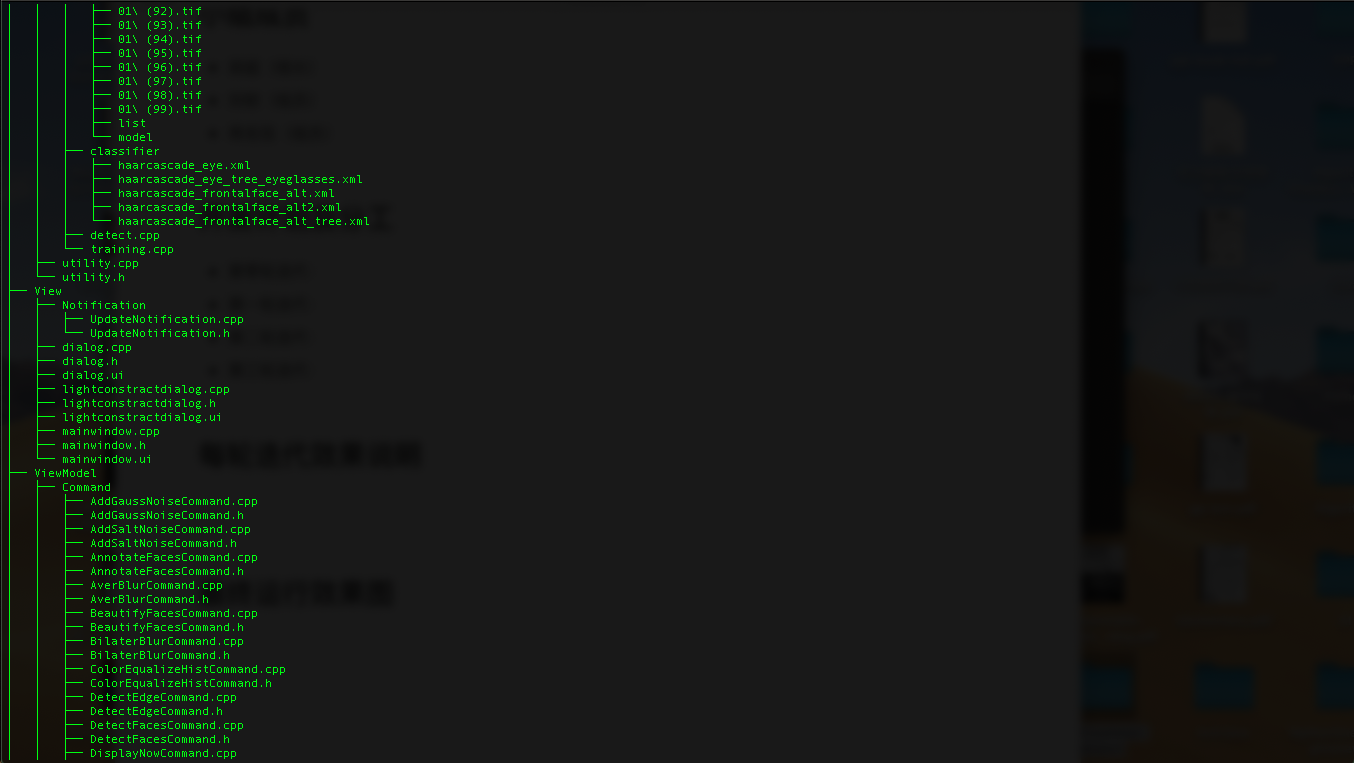 ├── 01\ (92).tif
├── 01\ (93).tif
├── 01\ (94).tif
├── 01\ (95).tif
├── 01\ (96).tif
├── 01\ (97).tif
├── 01\ (98).tif
├── 01\ (99).tif
├── list
└── model
├── classifier
├── haarcascade_eye.xml
├── haarcascade_eye_tree_eyeglasses.xml
├── haarcascade_frontalface_alt.xml
├── haarcascade_frontalface_alt2.xml
└── haarcascade_frontalface_alt_tree.xml
├── detect.cpp
└── training.cpp
├── utility.cpp
└── utility.h
├── View
├── Notification
├── UpdateNotification.cpp
└── UpdateNotification.h
├── dialog.cpp
├── dialog.h
├── dialog.ui
├── lightconstractdialog.cpp
├── lightconstractdialog.h
├── lightconstractdialog.ui
├── mainwindow.cpp
├── mainwindow.h
└── mainwindow.ui
├── ViewModel
├── Command
├── AddGaussNoiseCommand.cpp
├── AddGaussNoiseCommand.h
├── AddSaltNoiseCommand.cpp
├── AddSaltNoiseCommand.h
├── AnnotateFacesCommand.cpp
├── AnnotateFacesCommand.h
├── AverBlurCommand.cpp
├── AverBlurCommand.h
├── BeautifyFacesCommand.cpp
├── BeautifyFacesCommand.h
├── BilaterBlurCommand.cpp
├── BilaterBlurCommand.h
├── ColorEqualizeHistCommand.cpp
├── ColorEqualizeHistCommand.h
├── DetectEdgeCommand.cpp
├── DetectEdgeCommand.h
├── DetectFacesCommand.cpp
├── DetectFacesCommand.h
├── DisplayNowCommand.cpp